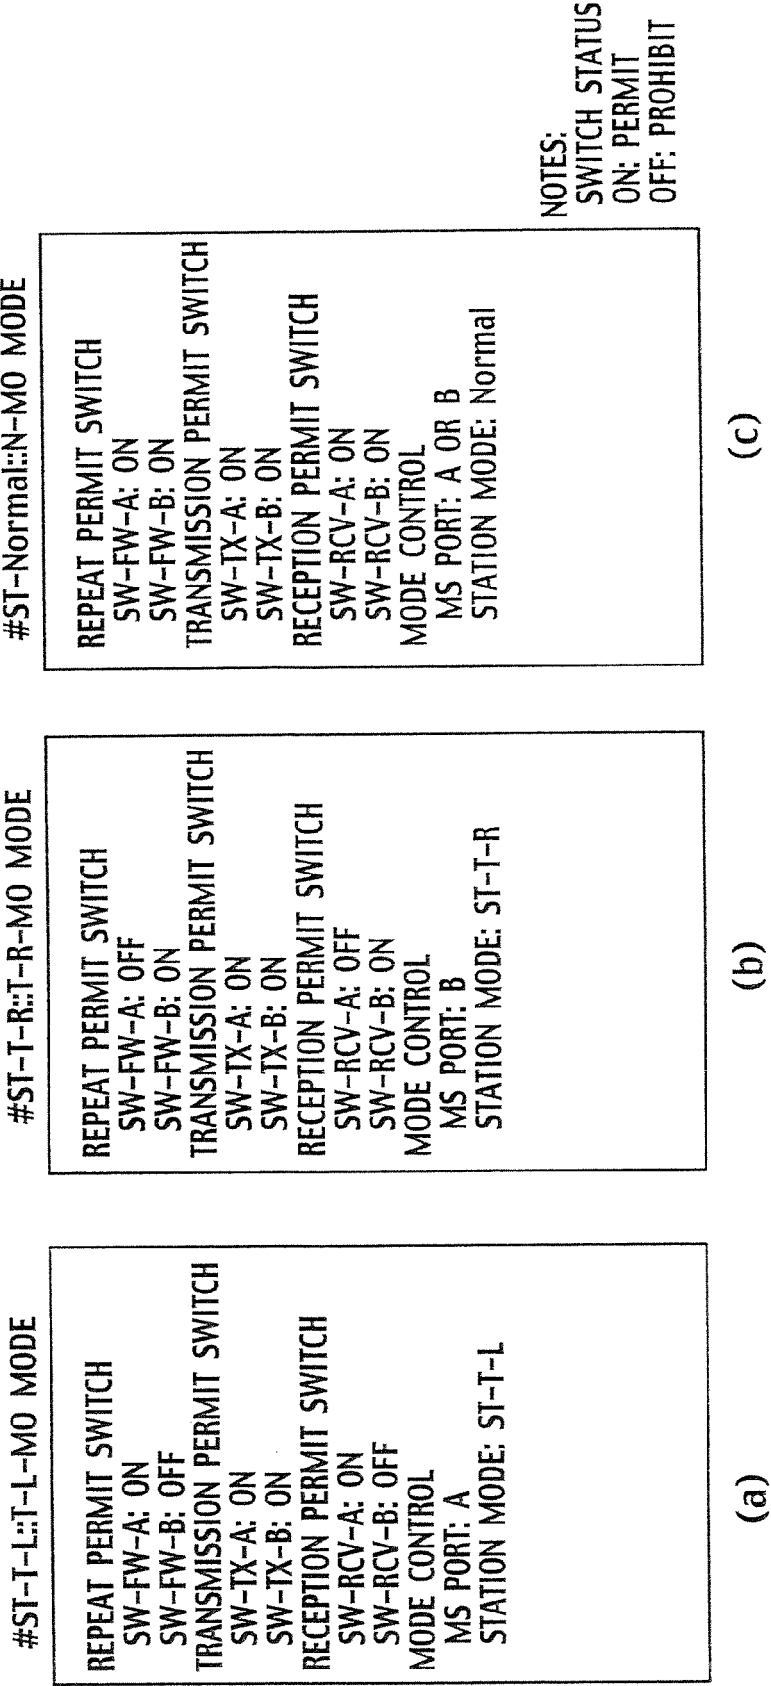 #ST-T-L::T-L-MO MODE
REPEAT PERMIT SWITCH
SW-FW-A: ON
SW-FW-B: OFF
TRANSMISSION PERMIT SWITCH
SW-TX-A: ON
SW-TX-B: ON
RECEPTION PERMIT SWITCH
SW-RCV-A: ON
SW-RCV-B: OFF
MODE CONTROL
MS PORT: A
STATION MODE: ST-T-L
(a)
#ST-T-R::T-R-MO MODE
REPEAT PERMIT SWITCH
SW-FW-A: OFF
SW-FW-B: ON
TRANSMISSION PERMIT SWITCH
SW-TX-A: ON
SW-TX-B: ON
RECEPTION PERMIT SWITCH
SW-RCV-A: OFF
SW-RCV-B: ON
MODE CONTROL
MS PORT: B
STATION MODE: ST-T-R
(b)
#ST-Normal::N-MO MODE
REPEAT PERMIT SWITCH
SW-FW-A: ON
SW-FW-B: ON
TRANSMISSION PERMIT SWITCH
SW-TX-A: ON
SW-TX-B: ON
RECEPTION PERMIT SWITCH
SW-RCV-A: ON
SW-RCV-B: ON
MODE CONTROL
MS PORT: A OR B
STATION MODE: Normal
(c)
NOTES:
SWITCH STATUS
ON: PERMIT
OFF: PROHIBIT